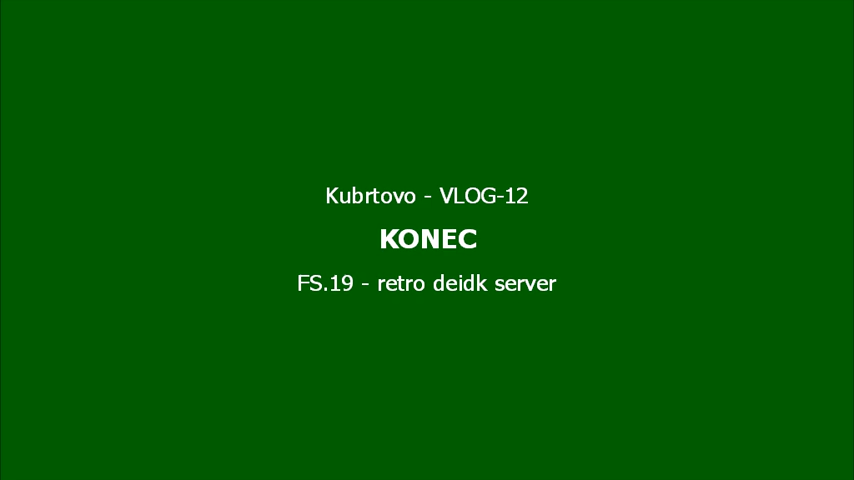 Kubrtovo - VLOG-12
KONEC
FS.19 - retro deidk server